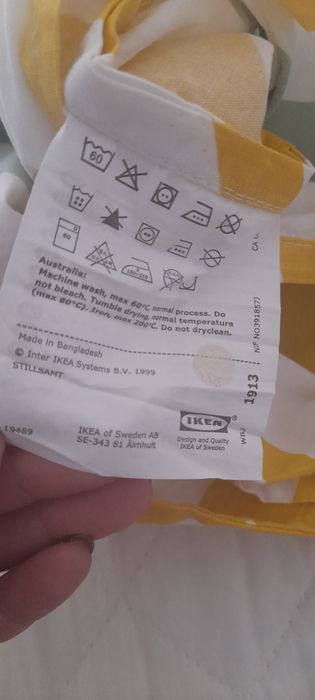 60
60
Australia:
Machine wash, max 60°C, normal process. Do
not bleach. Tumble drying, normal temperature
(max 80°C). Iron, max 200°C. Do not dryclean.
Made in Bangladesh
© Inter IKEA Systems B.V. 1999
STILLSAMT
19489
IKEA of Sweden AB
SE-343 81 Älmhult
IKEA®
Design and Quality
IKEA of Sweden
1913